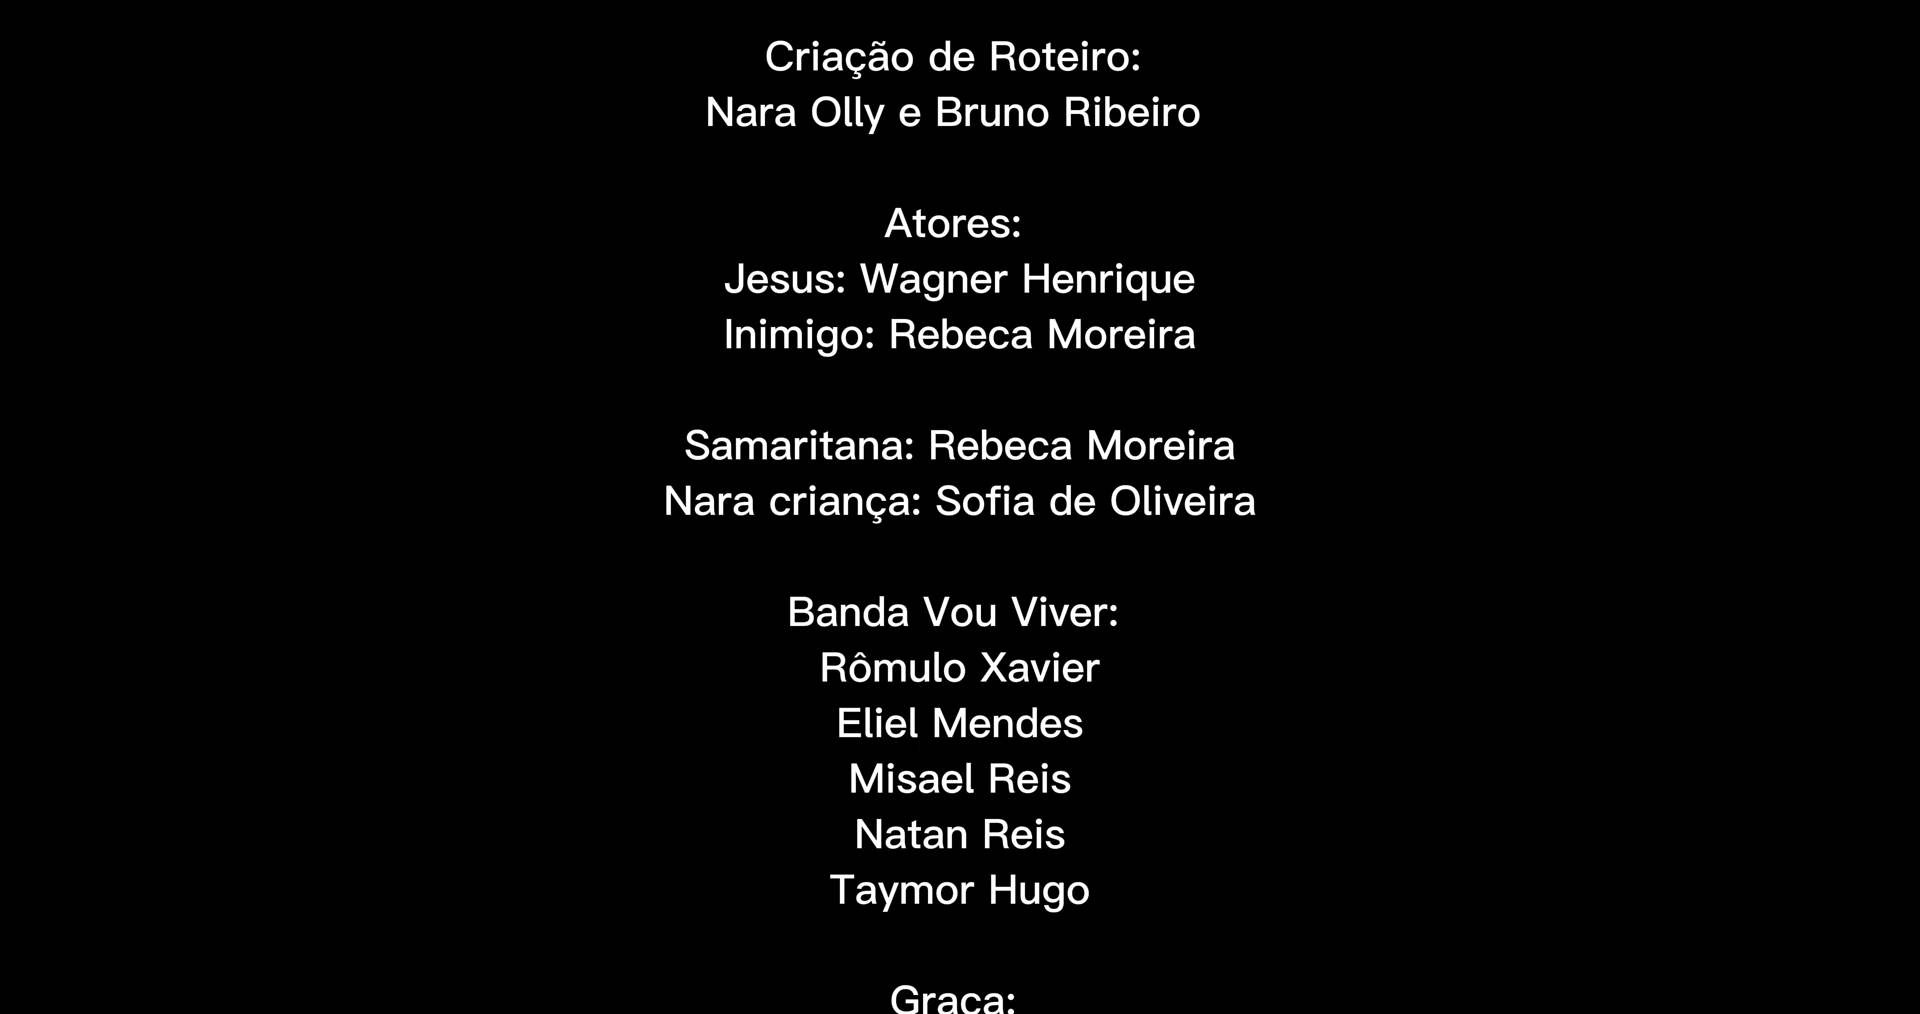 Criação de Roteiro:
Nara Olly e Bruno Ribeiro
Atores:
Jesus: Wagner Henrique
Inimigo: Rebeca Moreira
Samaritana: Rebeca Moreira
Nara criança: Sofia de Oliveira
Banda Vou Viver:
Rômulo Xavier
Eliel Mendes
Misael Reis
Natan Reis
Taymor Hugo
Graça: